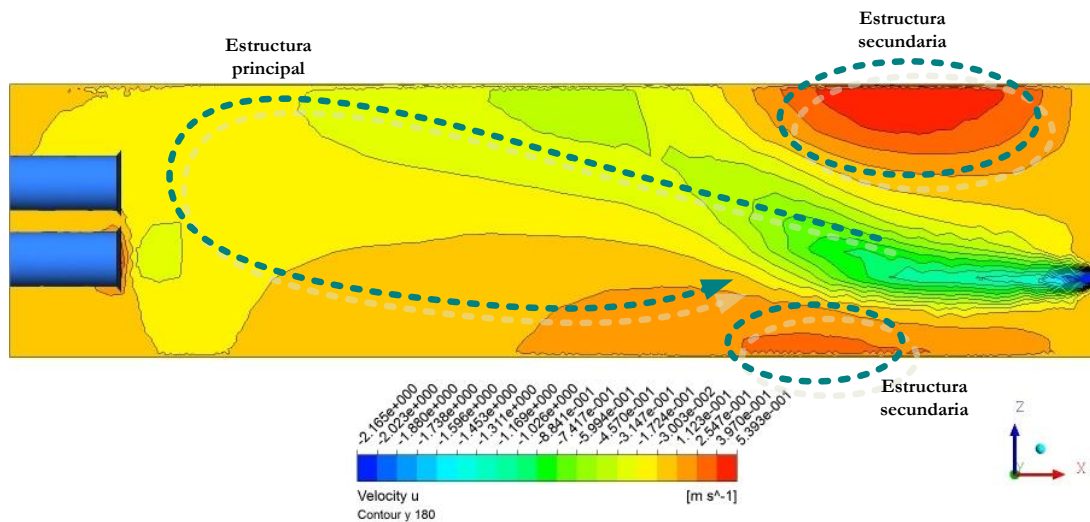 Estructura
principal
Estructura
secundaria
Estructura
secundaria
-2.165e+000
-2.023e+000
-1.880e+000
-1.738e+000
-1.596e+000
-1.453e+000
-1.311e+000
-1.169e+000
-1.026e+000
-8.841e-001
-7.417e-001
-5.994e-001
-4.570e-001
-3.147e-001
-1.724e-001
-3.003e-002
1.123e-001
2.547e-001
3.970e-001
5.393e-001
Velocity u
[m s^-1]
Contour y 180
Z
Y
X